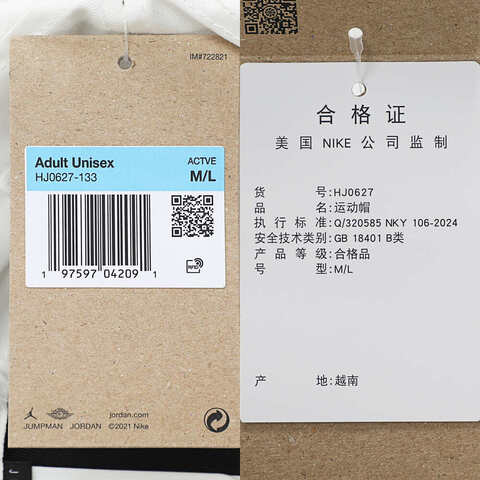 IM#722821
Adult Unisex ACTVE
HJ0627-133 M/L
1 97597 04209 1
RFID
jordan.com
JUMPMAN JORDAN ©2021 Nike
合格证
美国 NIKE 公司监制
货号:HJ0627
品名:运动帽
执行标准:Q/320585 NKY 106-2024
安全技术类别:GB 18401 B类
产品等级:合格品
号型:M/L
产地:越南